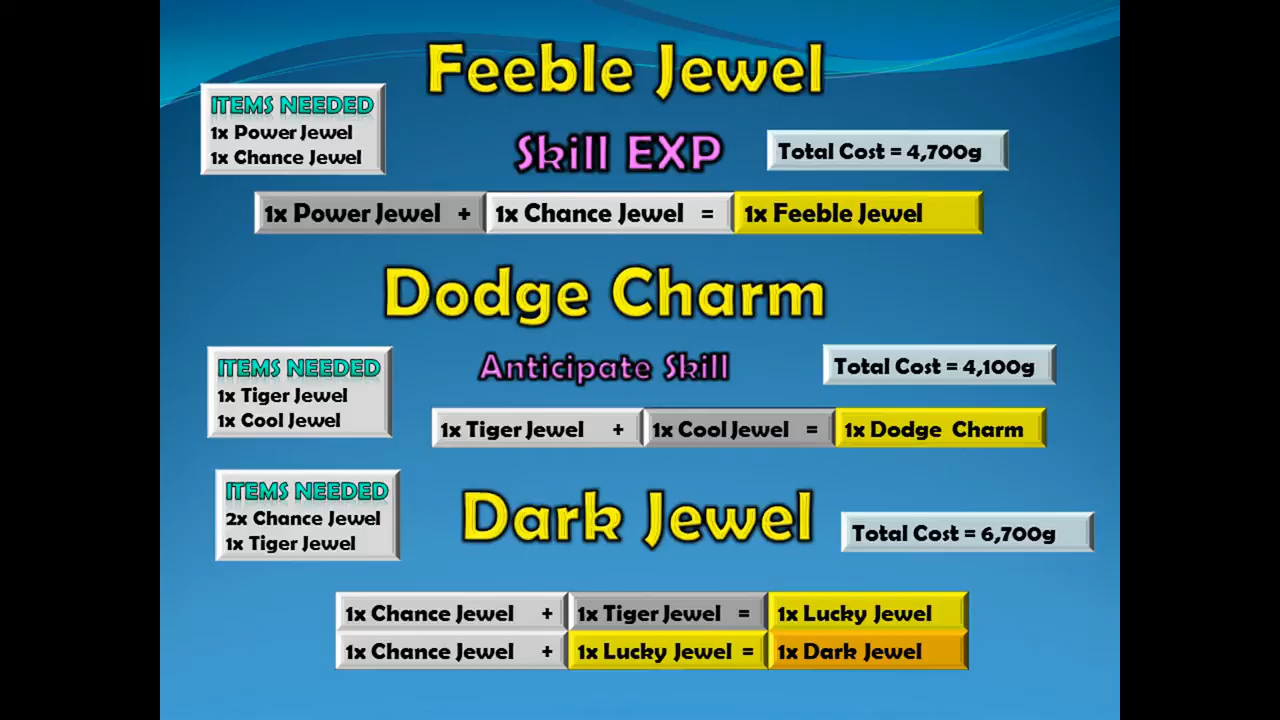 Feeble Jewel
ITEMS NEEDED
1x Power Jewel
1x Chance Jewel
Skill EXP
Total Cost = 4,700g
1x Power Jewel + 1x Chance Jewel = 1x Feeble Jewel
Dodge Charm
ITEMS NEEDED
1x Tiger Jewel
1x Cool Jewel
Anticipate Skill
Total Cost = 4,100g
1x Tiger Jewel + 1x Cool Jewel = 1x Dodge Charm
ITEMS NEEDED
2x Chance Jewel
1x Tiger Jewel
Dark Jewel
Total Cost = 6,700g
1x Chance Jewel + 1x Tiger Jewel = 1x Lucky Jewel
1x Chance Jewel + 1x Lucky Jewel = 1x Dark Jewel